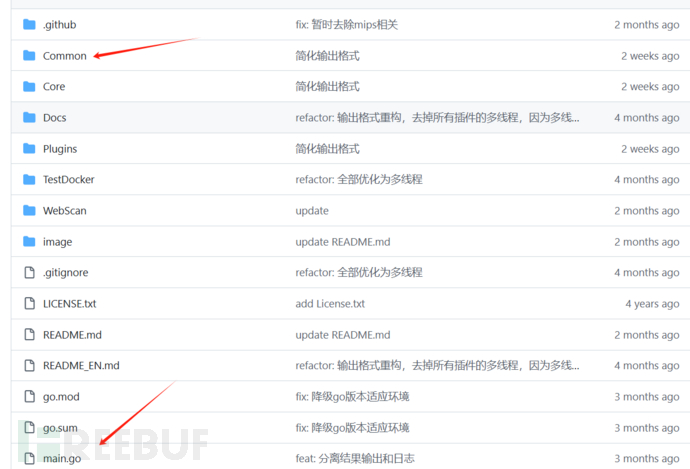 .github fix: 暂时去除mips相关 2 months ago
Common 简化输出格式 2 weeks ago
Core 简化输出格式 2 weeks ago
Docs refactor: 输出格式重构，去掉所有插件的多线程，因为多线... 4 months ago
Plugins 简化输出格式 2 weeks ago
TestDocker refactor: 全部优化为多线程 4 months ago
WebScan update 2 months ago
image update README.md 2 months ago
.gitignore refactor: 全部优化为多线程 4 months ago
LICENSE.txt add License.txt 4 years ago
README.md update README.md 2 months ago
README_EN.md refactor: 输出格式重构，去掉所有插件的多线程，因为多线... 4 months ago
go.mod fix: 降级go版本适应环境 3 months ago
go.sum fix: 降级go版本适应环境 3 months ago
main.go feat: 分离结果输出和日志 3 months ago
FREEBUF